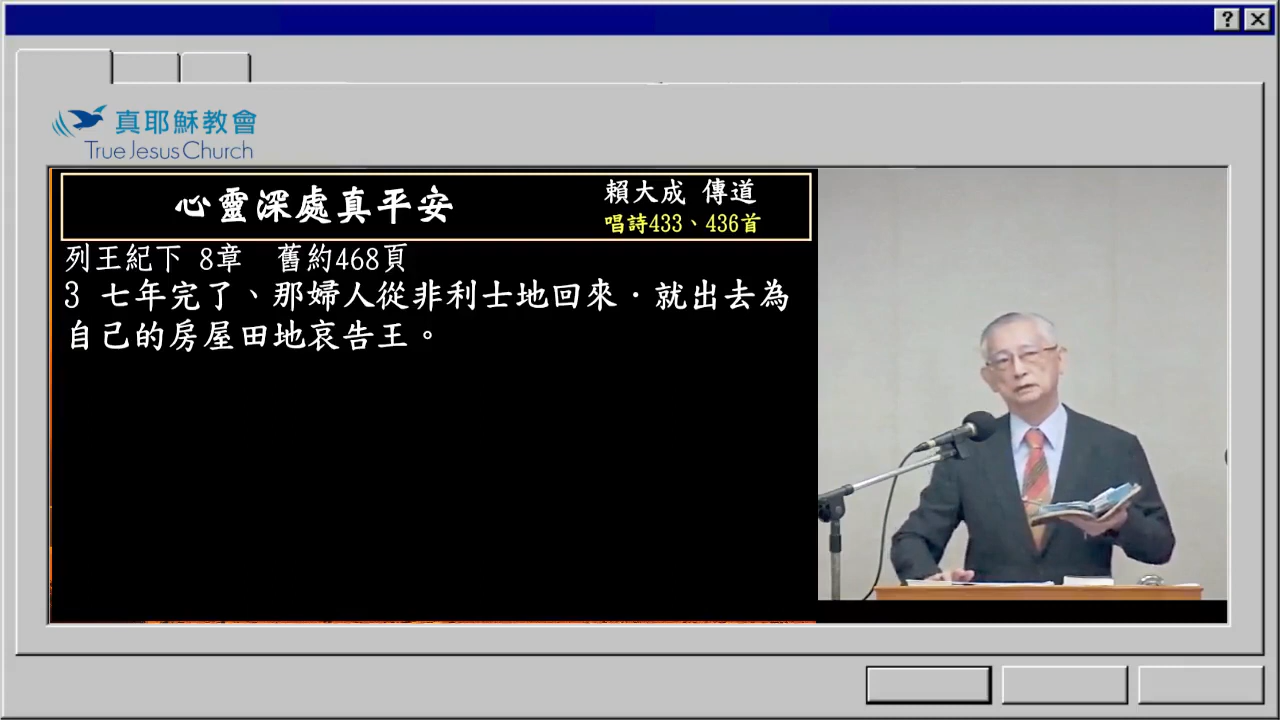 真耶穌教會
True Jesus Church
心靈深處真平安
賴大成 傳道
唱詩433、436首
列王紀下 8章 舊約468頁
3 七年完了、那婦人從非利士地回來．就出去為
自己的房屋田地哀告王。